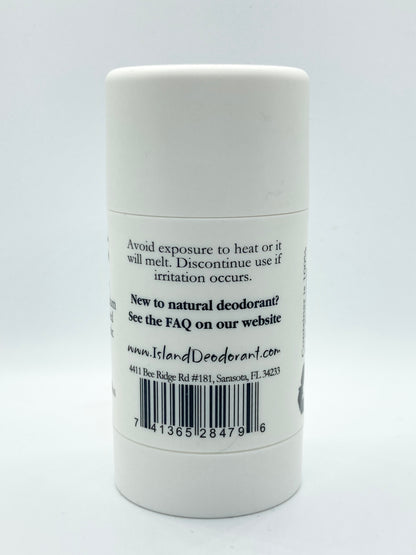 Avoid exposure to heat or it
will melt. Discontinue use if
irritation occurs.
New to natural deodorant?
See the FAQ on our website
www.IslandDeodorant.com
4411 Bee Ridge Rd #181, Sarasota, FL 34233
7 41365 28479 6